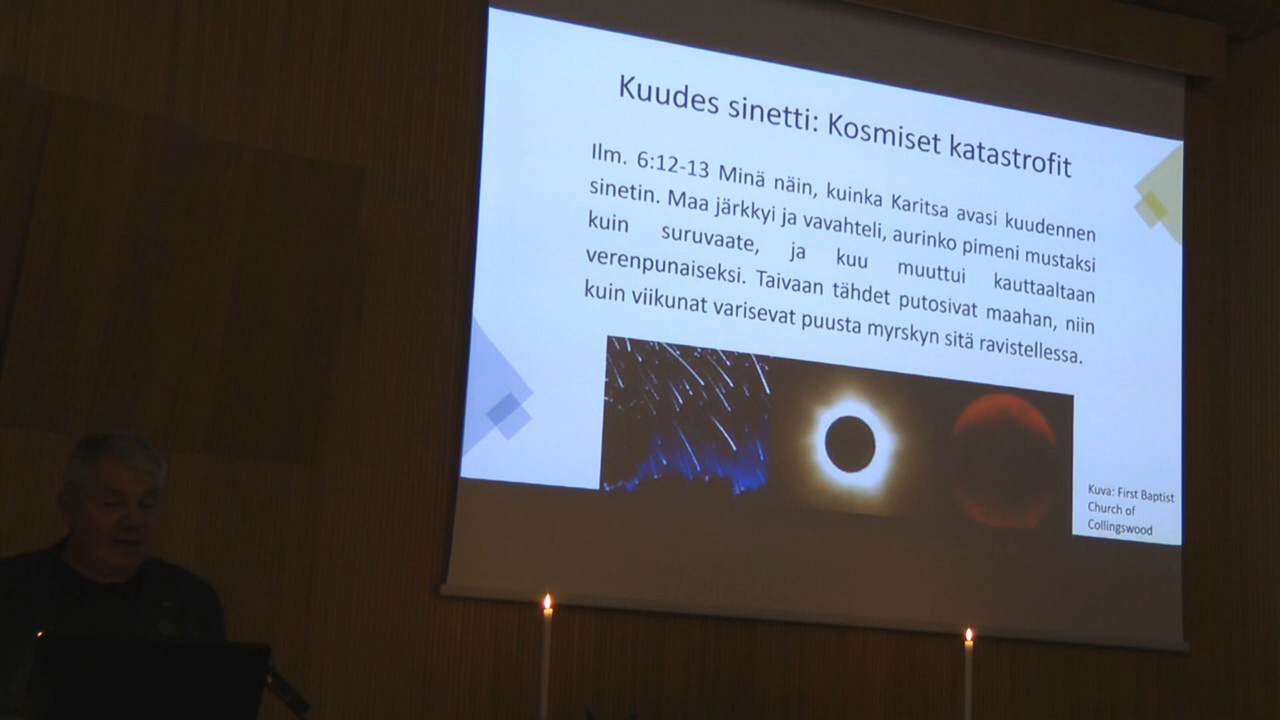 Kuudes sinetti: Kosmiset katastrofit
Ilm. 6:12-13 Minä näin, kuinka Karitsa avasi kuudennen
sinetin. Maa järkkyi ja vavahteli, aurinko pimeni mustaksi
kuin suruvaate, ja kuu muuttui kauttaaltaan
verenpunaiseksi. Taivaan tähdet putosivat maahan, niin
kuin viikunat varisevat puusta myrskyn sitä ravistellessa.
Kuva: First Baptist
Church of
Collingswood